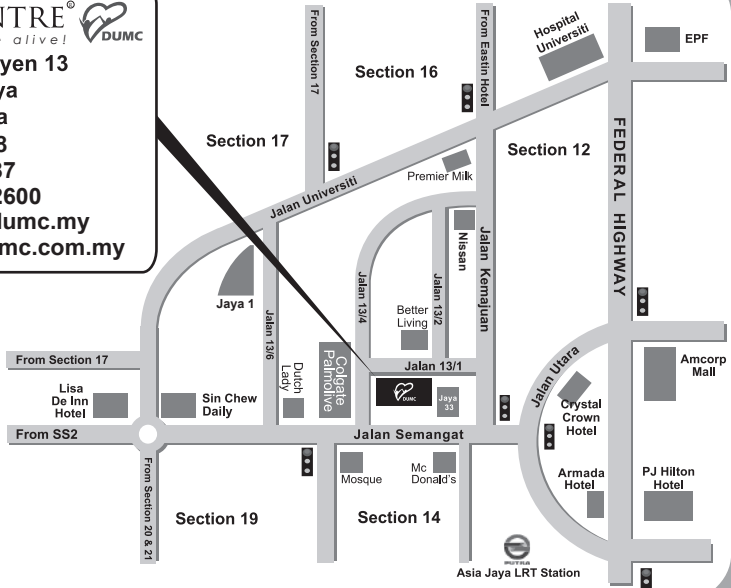 NTRE®
alive!
DUMC
yen 13
ya
a
8
37
2600
dumc.my
mc.com.my
From Section 17
From Eastin Hotel
Hospital
Universiti
EPF
Section 16
Section 17
Section 12
FEDERAL HIGHWAY
Premier Milk
Jalan Universiti
Nissan
Jalan Kemajuan
Jaya 1
Jalan 13/6
Jalan 13/4
Jalan 13/2
Better
Living
Jalan Utara
From Section 17
Dutch
Lady
Colgate
Palmolive
Jalan 13/1
Amcorp
Mall
Lisa
De Inn
Hotel
Sin Chew
Daily
DUMC
Jaya
33
Crystal
Crown
Hotel
From SS2
Jalan Semangat
From Section 20 & 21
Mosque
Mc
Donald's
Armada
Hotel
PJ Hilton
Hotel
Section 19
Section 14
PUTRA
Asia Jaya LRT Station